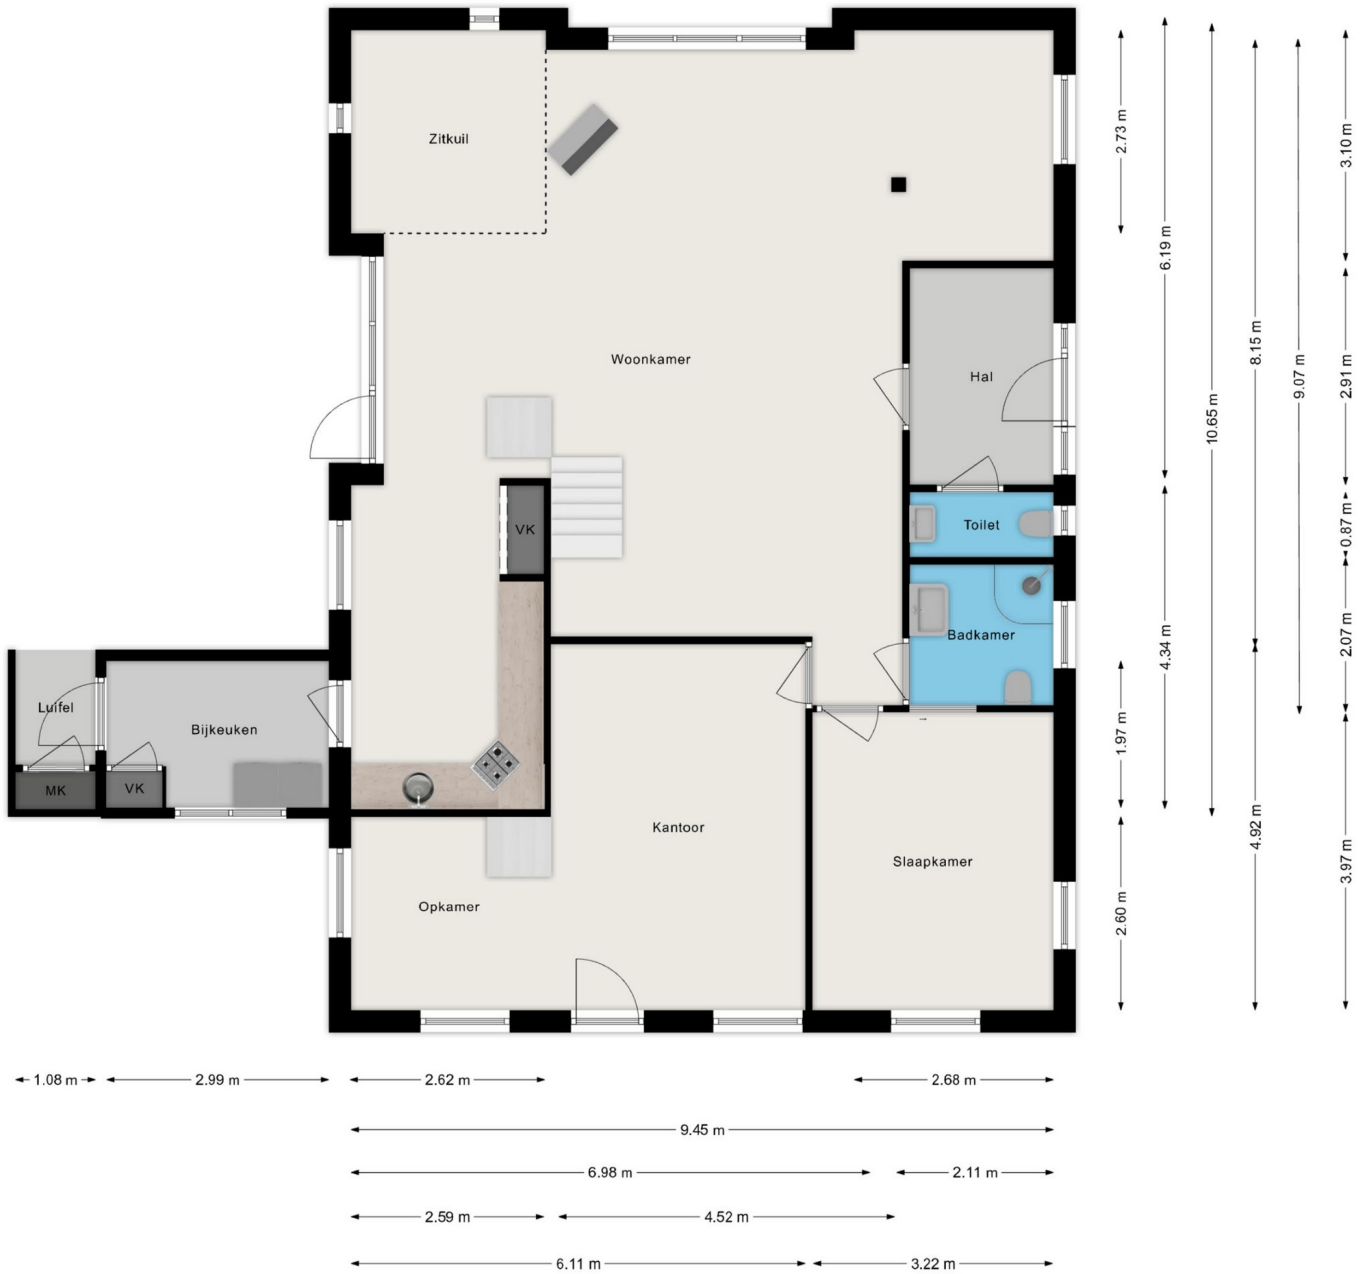 Zitkuil
Woonkamer
Hal
VK
Toilet
Badkamer
Luifel
Bijkeuken
MK
VK
Kantoor
Slaapkamer
Opkamer
2.73 m
6.19 m
10.65 m
8.15 m
9.07 m
3.10 m
2.91 m
0.87 m
2.07 m
4.34 m
1.97 m
4.92 m
3.97 m
2.60 m
1.08 m
2.99 m
2.62 m
2.68 m
9.45 m
6.98 m
2.11 m
2.59 m
4.52 m
6.11 m
3.22 m